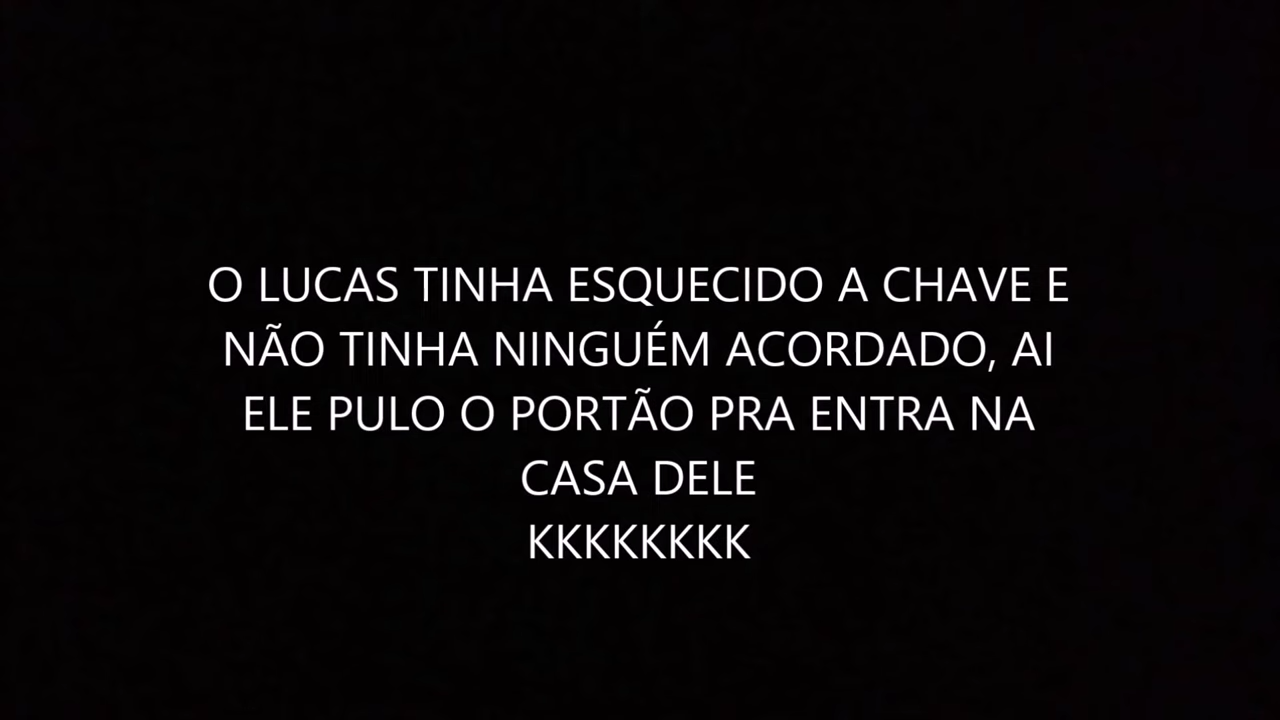 O LUCAS TINHA ESQUECIDO A CHAVE E
NÃO TINHA NINGUÉM ACORDADO, AI
ELE PULO O PORTÃO PRA ENTRA NA
CASA DELE
KKKKKKKK